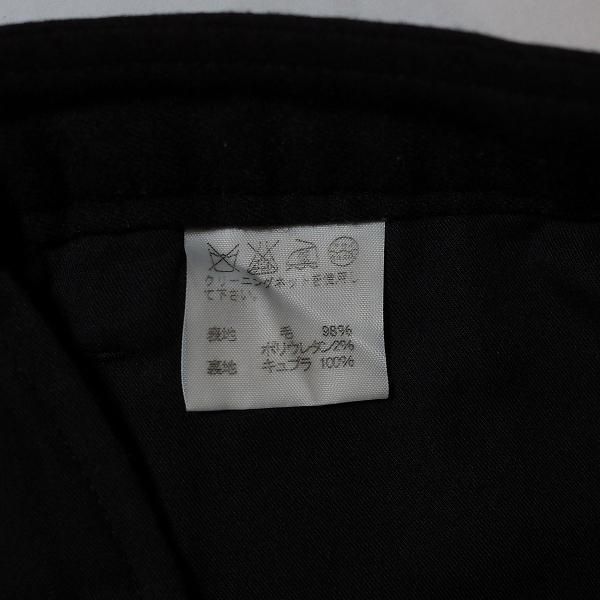 クリーニングネットを使用し
て下さい。
表地 毛 98%
ポリウレタン2%
裏地 キュプラ 100%